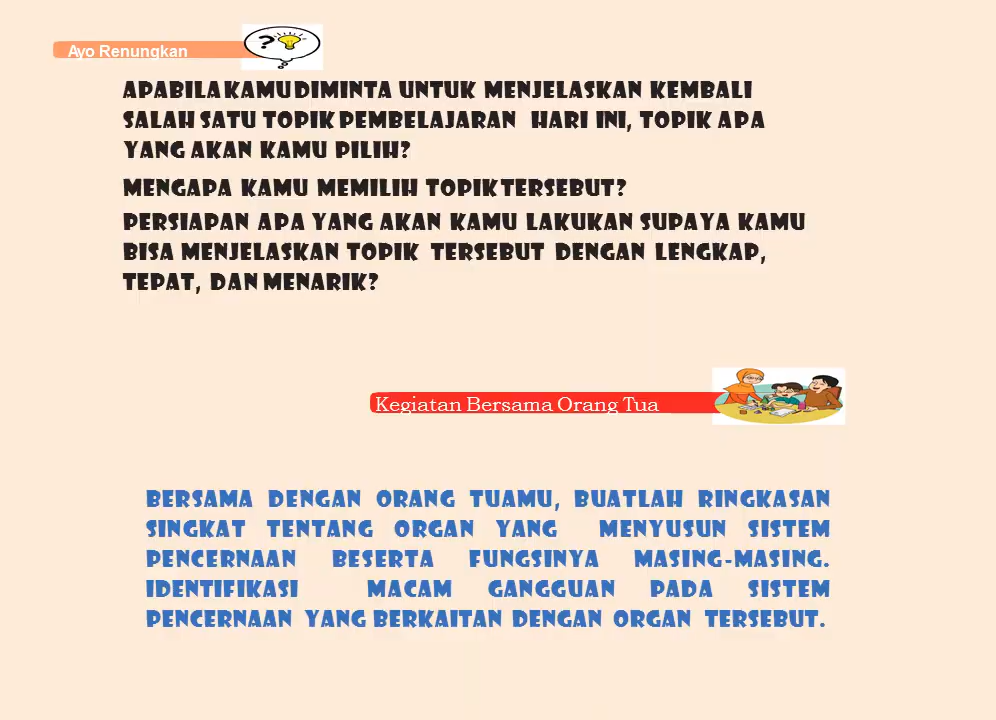 Ayo Renungkan
APABILA KAMU DIMINTA UNTUK MENJELASKAN KEMBALI
SALAH SATU TOPIK PEMBELAJARAN HARI INI, TOPIK APA
YANG AKAN KAMU PILIH?
MENGAPA KAMU MEMILIH TOPIK TERSEBUT?
PERSIAPAN APA YANG AKAN KAMU LAKUKAN SUPAYA KAMU
BISA MENJELASKAN TOPIK TERSEBUT DENGAN LENGKAP,
TEPAT, DAN MENARIK?
Kegiatan Bersama Orang Tua
BERSAMA DENGAN ORANG TUAMU, BUATLAH RINGKASAN
SINGKAT TENTANG ORGAN YANG MENYUSUN SISTEM
PENCERNAAN BESERTA FUNGSINYA MASING-MASING.
IDENTIFIKASI MACAM GANGGUAN PADA SISTEM
PENCERNAAN YANG BERKAITAN DENGAN ORGAN TERSEBUT.